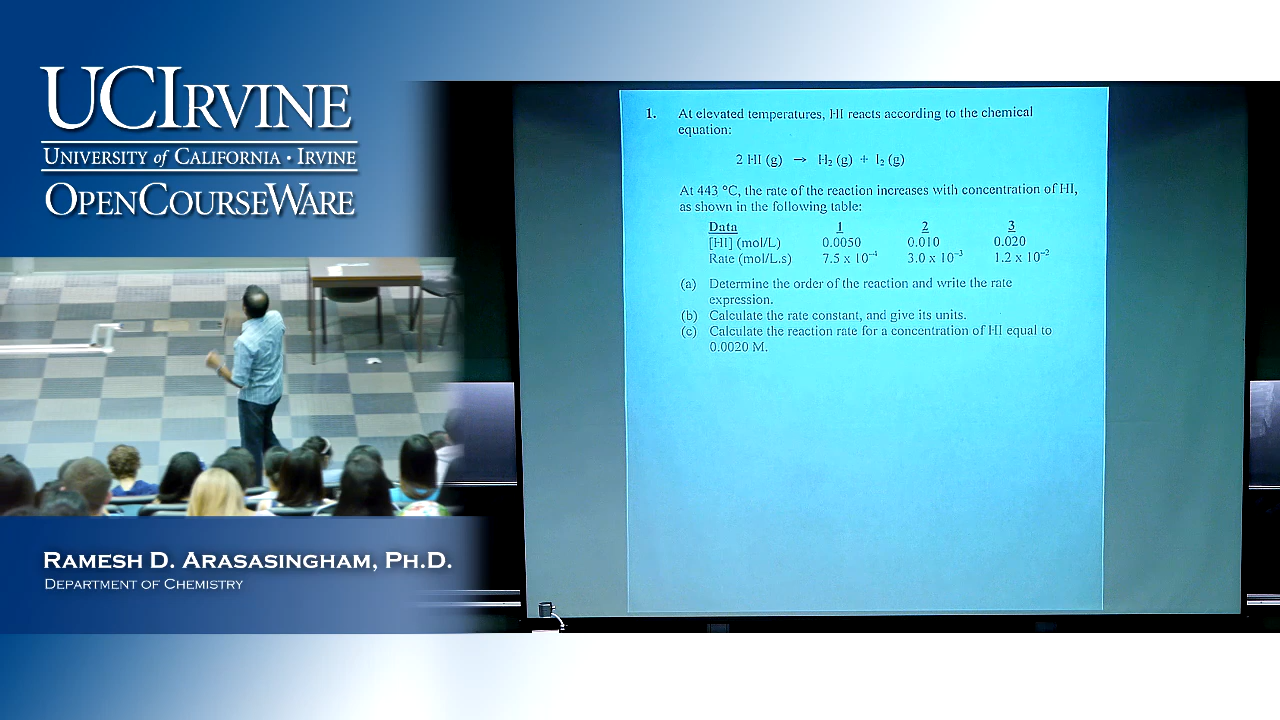 UCIRVINE
UNIVERSITY of CALIFORNIA · IRVINE
OPENCOURSEWARE
RAMESH D. ARASASINGHAM, PH.D.
DEPARTMENT OF CHEMISTRY
1. At elevated temperatures, HI reacts according to the chemical
equation:
2 HI (g) → H₂ (g) + I₂ (g)
At 443 °C, the rate of the reaction increases with concentration of HI,
as shown in the following table:
Data 1 2 3
[HI] (mol/L) 0.0050 0.010 0.020
Rate (mol/L.s) 7.5 x 10⁻⁴ 3.0 x 10⁻³ 1.2 x 10⁻²
(a) Determine the order of the reaction and write the rate
expression.
(b) Calculate the rate constant, and give its units.
(c) Calculate the reaction rate for a concentration of HI equal to
0.0020 M.